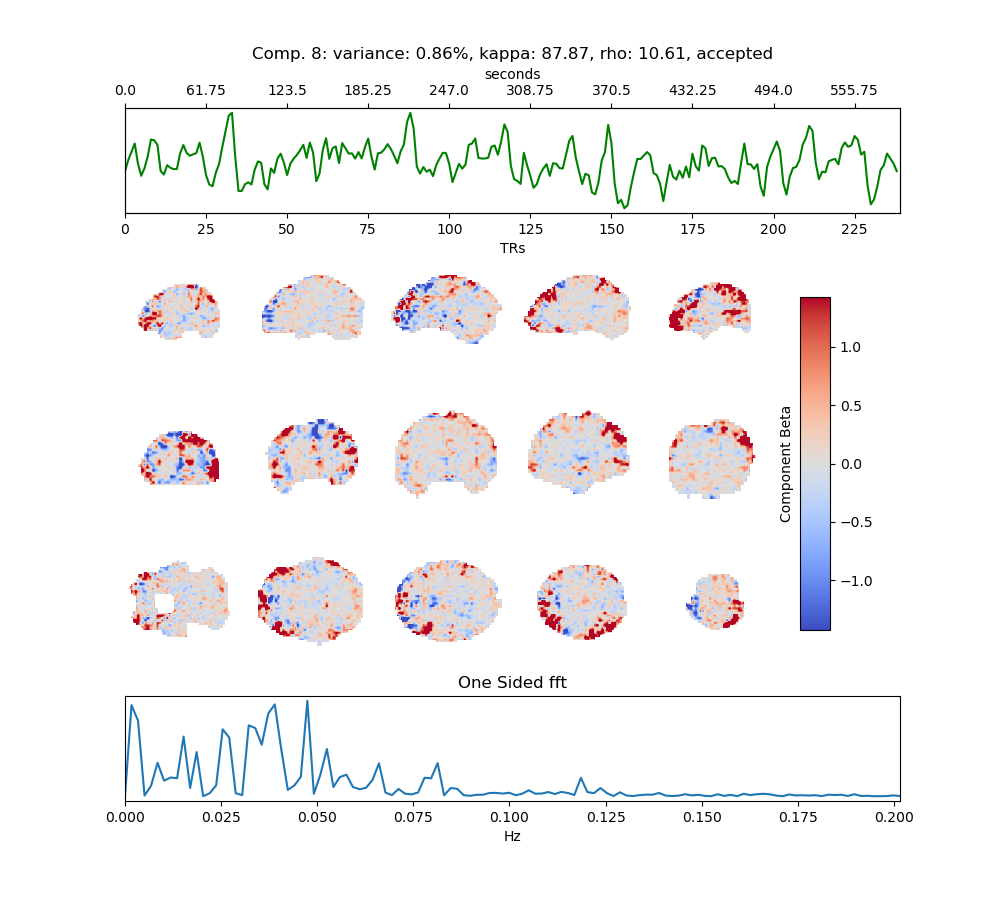 Comp. 8: variance: 0.86%, kappa: 87.87, rho: 10.61, accepted
seconds
0.0 61.75 123.5 185.25 247.0 308.75 370.5 432.25 494.0 555.75
0 25 50 75 100 125 150 175 200 225
TRs
1.0
0.5
0.0
−0.5
−1.0
Component Beta
One Sided fft
0.000 0.025 0.050 0.075 0.100 0.125 0.150 0.175 0.200
Hz